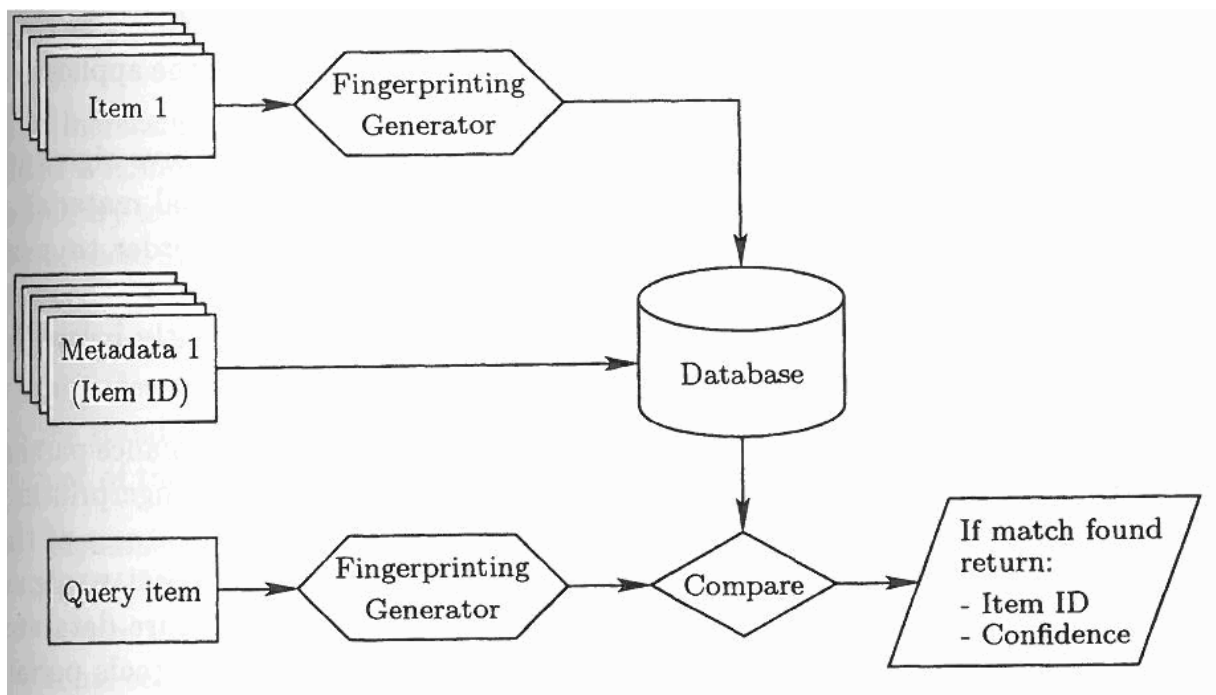 Item 1
Fingerprinting
Generator
Metadata 1
(Item ID)
Database
Query item
Fingerprinting
Generator
Compare
If match found
return:
- Item ID
- Confidence